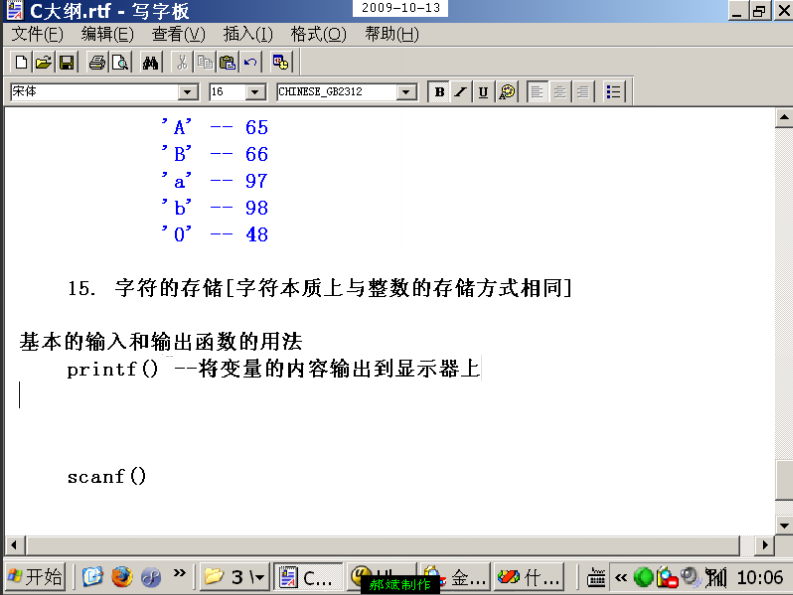 C大纲.rtf - 写字板
2009-10-13
文件(F) 编辑(E) 查看(V) 插入(I) 格式(O) 帮助(H)
宋体 16 CHINESE_GB2312 B / U
'A' -- 65
'B' -- 66
'a' -- 97
'b' -- 98
'0' -- 48
15. 字符的存储[字符本质上与整数的存储方式相同]
基本的输入和输出函数的用法
printf() --将变量的内容输出到显示器上
scanf()
开始 » 3 \ C... 金... 什... « 10:06
郝斌制作